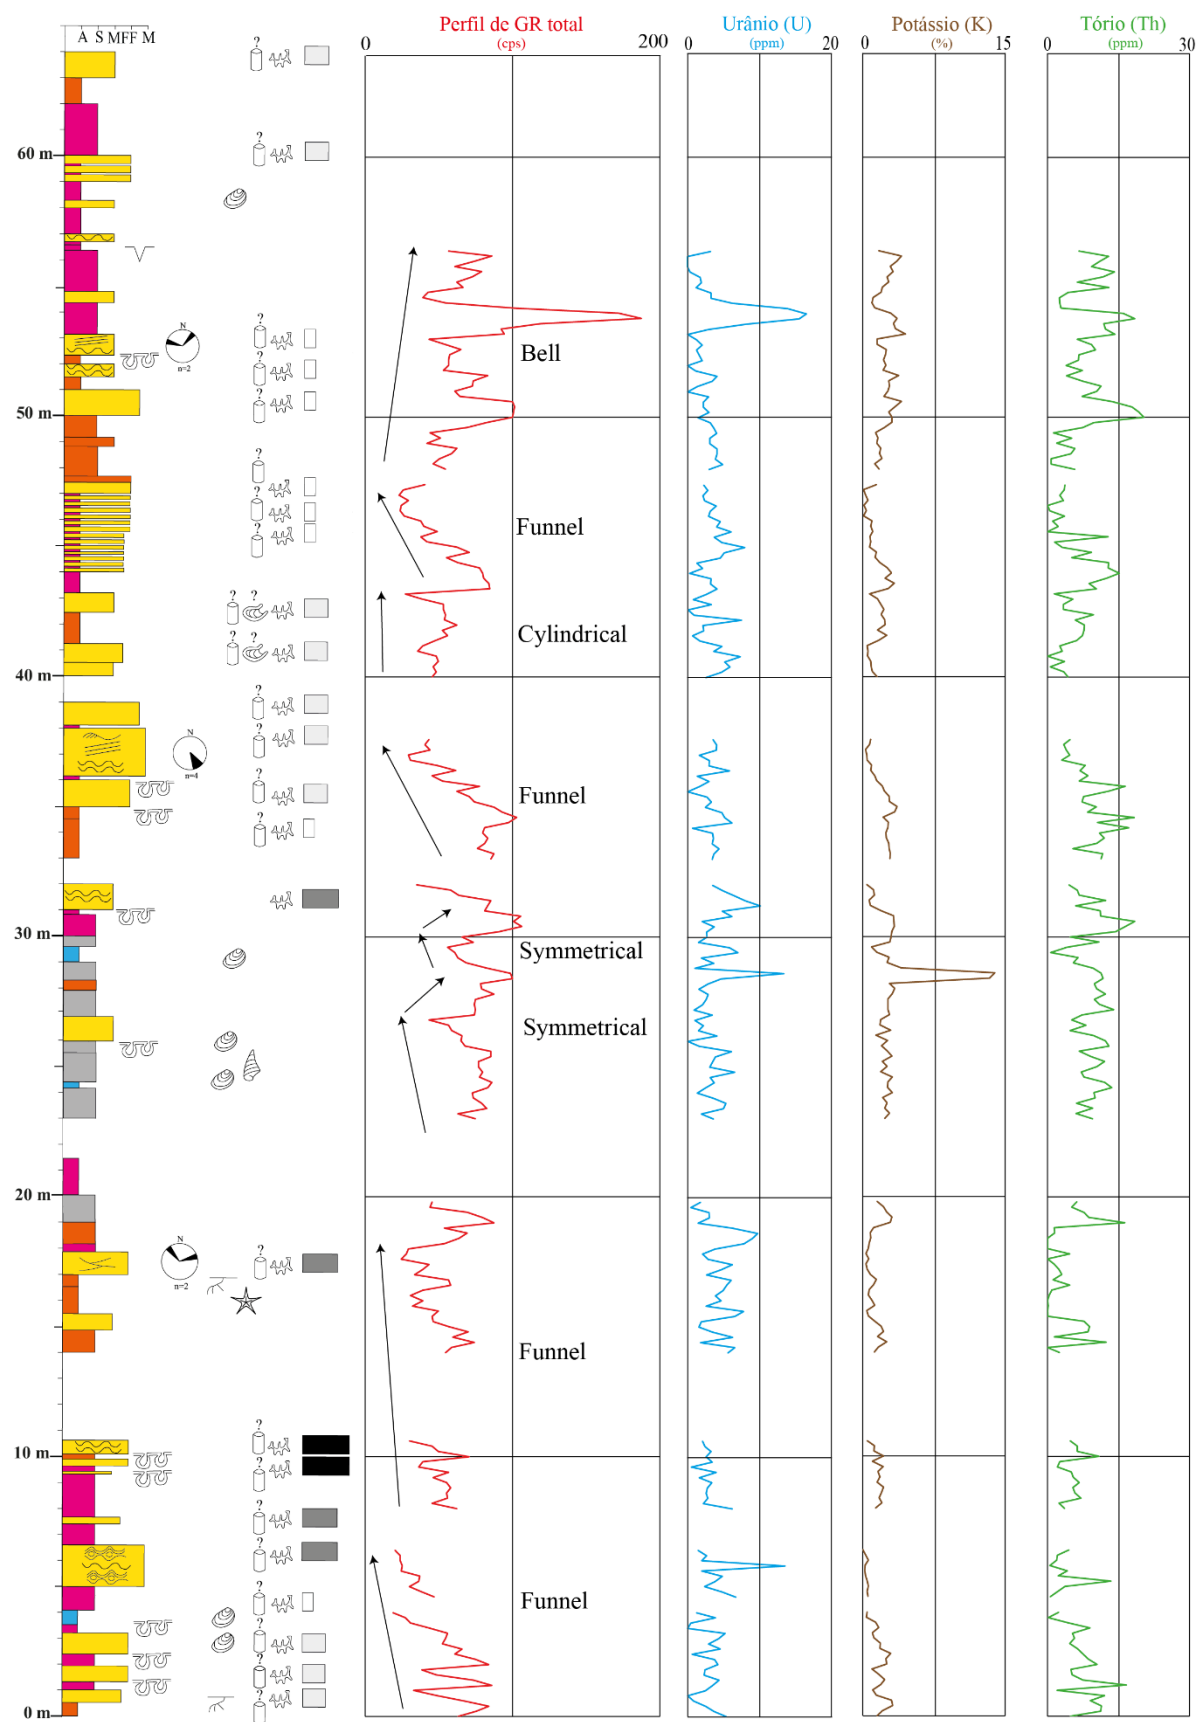 Perfil de GR total
(cps)
0 200
Urânio (U)
(ppm)
0 20
Potássio (K)
(%)
0 15
Tório (Th)
(ppm)
0 30
A S MFF M
?
?
60 m
N
n=2
?
?
?
Bell
50 m
?
?
?
?
Funnel
? ?
Cylindrical
? ?
40 m
?
?
N
n=4
?
Funnel
?
30 m
Symmetrical
Symmetrical
20 m
N
n=2
?
Funnel
?
10 m
?
?
?
?
Funnel
?
?
?
0 m